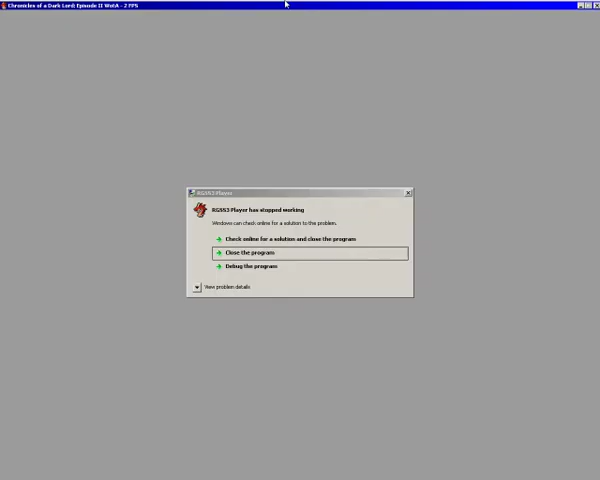 Chronicles of a Dark Lord: Episode II WotA - 2 FPS
RGSS3 Player
RGSS3 Player has stopped working
Windows can check online for a solution to the problem.
Check online for a solution and close the program
Close the program
Debug the program
View problem details